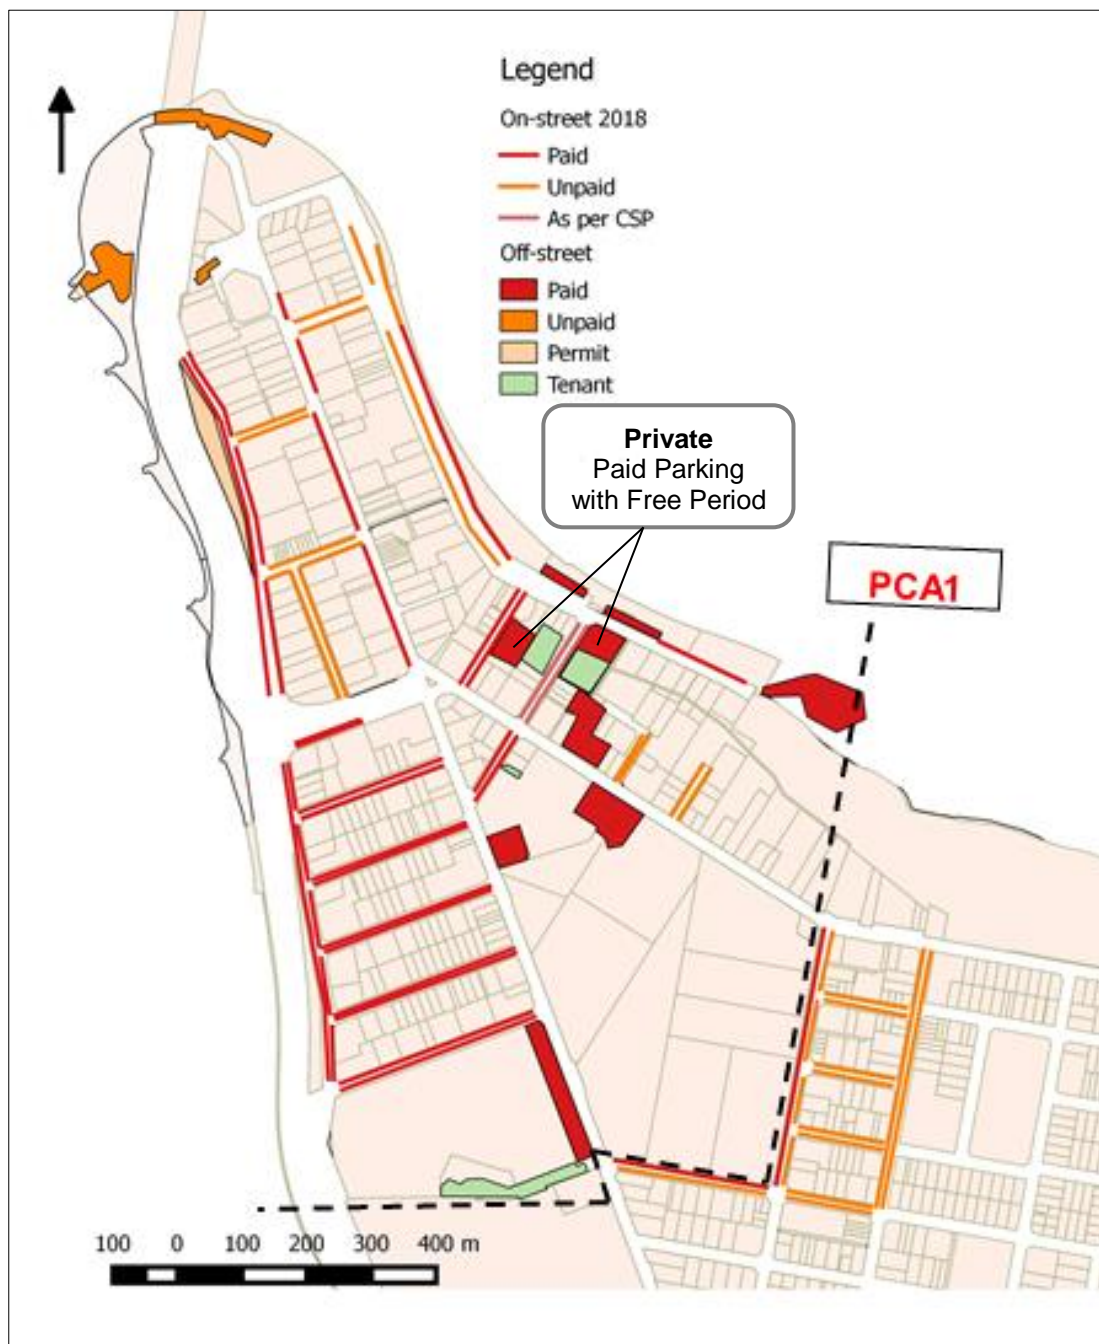 Legend
On-street 2018
Paid
Unpaid
As per CSP
Off-street
Paid
Unpaid
Permit
Tenant
Private
Paid Parking
with Free Period
PCA1
100 0 100 200 300 400 m